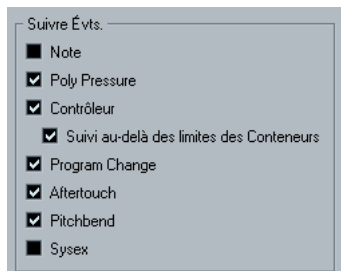 Suivre Évts.
Note
Poly Pressure
Contrôleur
Suivi au-delà des limites des Conteneurs
Program Change
Aftertouch
Pitchbend
Sysex